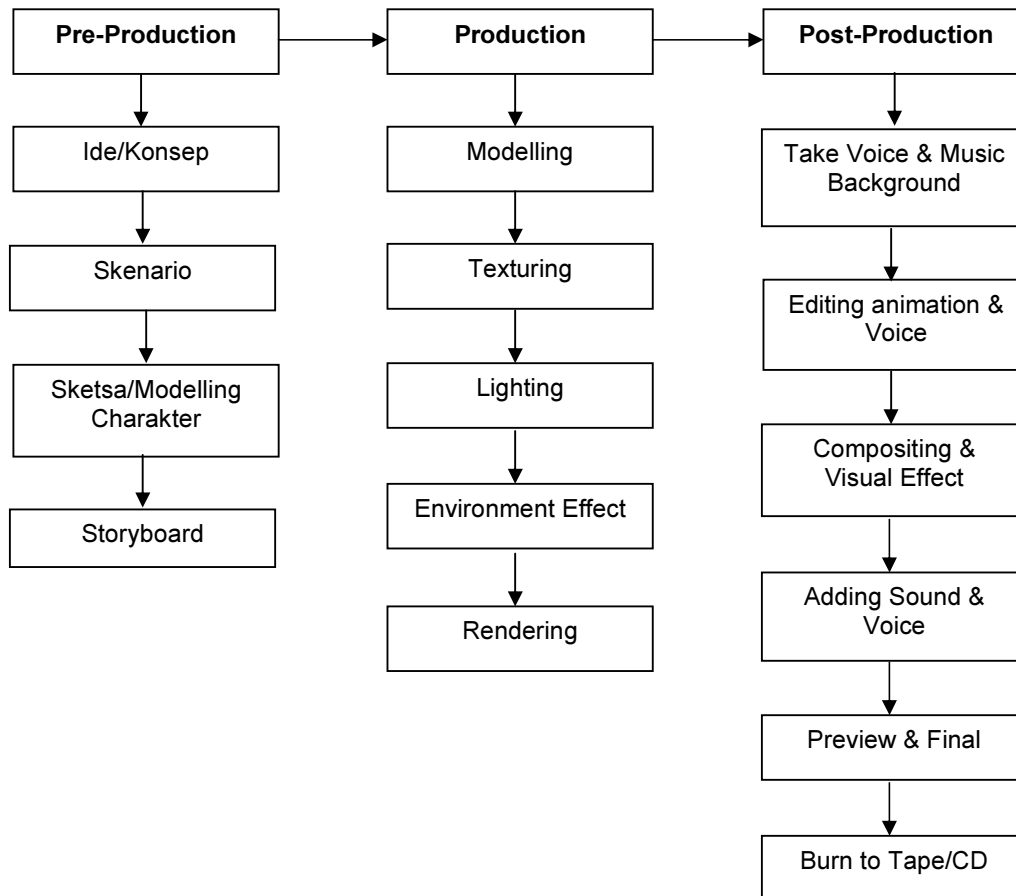 Pre-Production
Production
Post-Production
Ide/Konsep
Skenario
Sketsa/Modelling
Charakter
Storyboard
Modelling
Texturing
Lighting
Environment Effect
Rendering
Take Voice & Music
Background
Editing animation &
Voice
Compositing &
Visual Effect
Adding Sound &
Voice
Preview & Final
Burn to Tape/CD